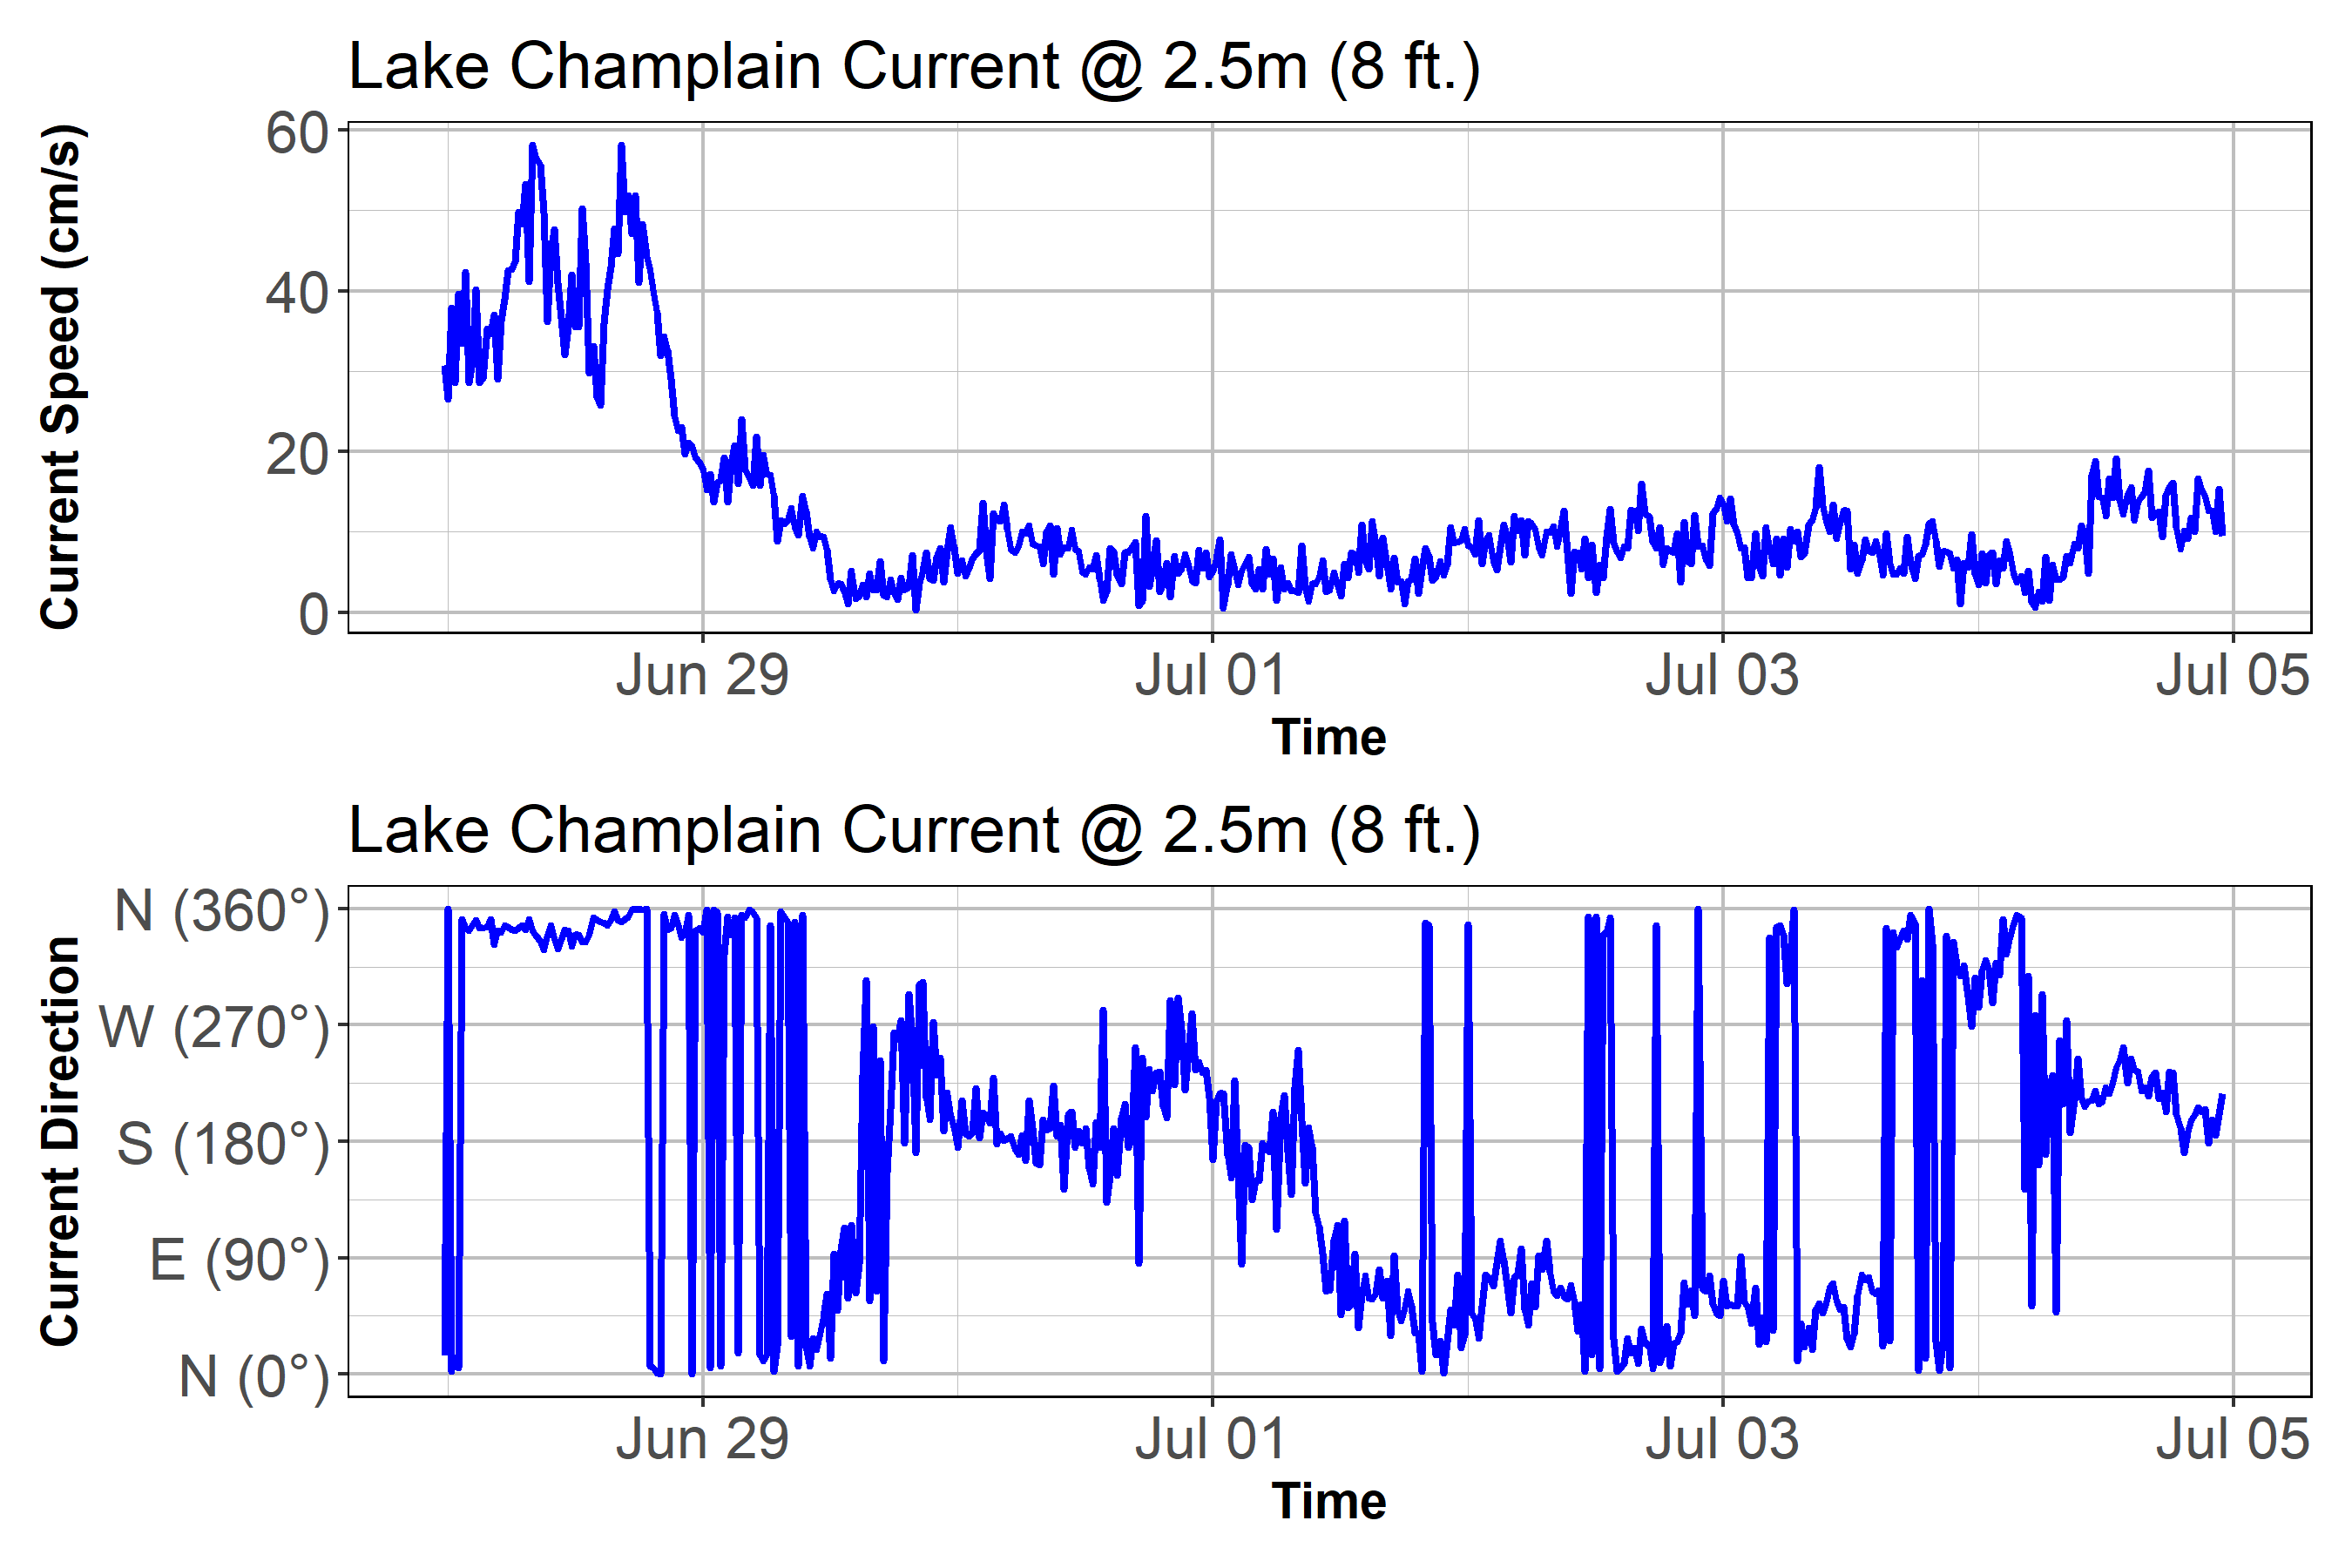 Lake Champlain Current @ 2.5m (8 ft.)
Current Speed (cm/s)
60
40
20
0
Jun 29 Jul 01 Jul 03 Jul 05
Time
Lake Champlain Current @ 2.5m (8 ft.)
Current Direction
N (360°)
W (270°)
S (180°)
E (90°)
N (0°)
Jun 29 Jul 01 Jul 03 Jul 05
Time